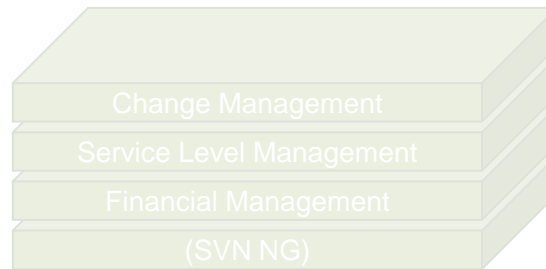 Change Management
Service Level Management
Financial Management
(SVN NG)